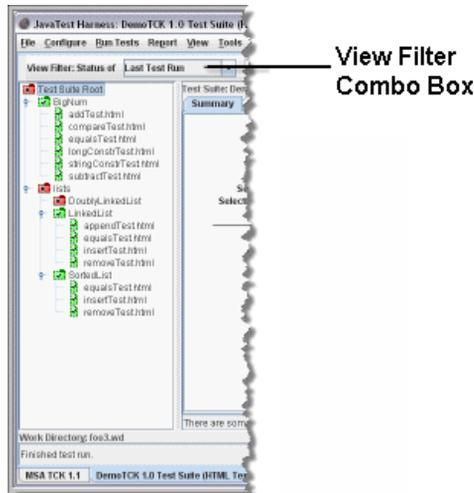 JavaTest Harness: DemoTCK 1.0 Test Suite (
File Configure Run Tests Report View Tools
View Filter: Status of Last Test Run
View Filter
Combo Box
Test Suite Root
Test Suite: Den
Summary
BigNum
addTest.html
compareTest.html
equalsTest.html
longConstrTest.html
stringConstrTest.html
subtractTest.html
lists
Se
DoublyLinkedList
Select
LinkedList
appendTest.html
equalsTest.html
insertTest.html
removeTest.html
SortedList
equalsTest.html
insertTest.html
removeTest.html
There are som
Work Directory: foo3.wd
Finished test run.
MSA TCK 1.1 DemoTCK 1.0 Test Suite (HTML Te